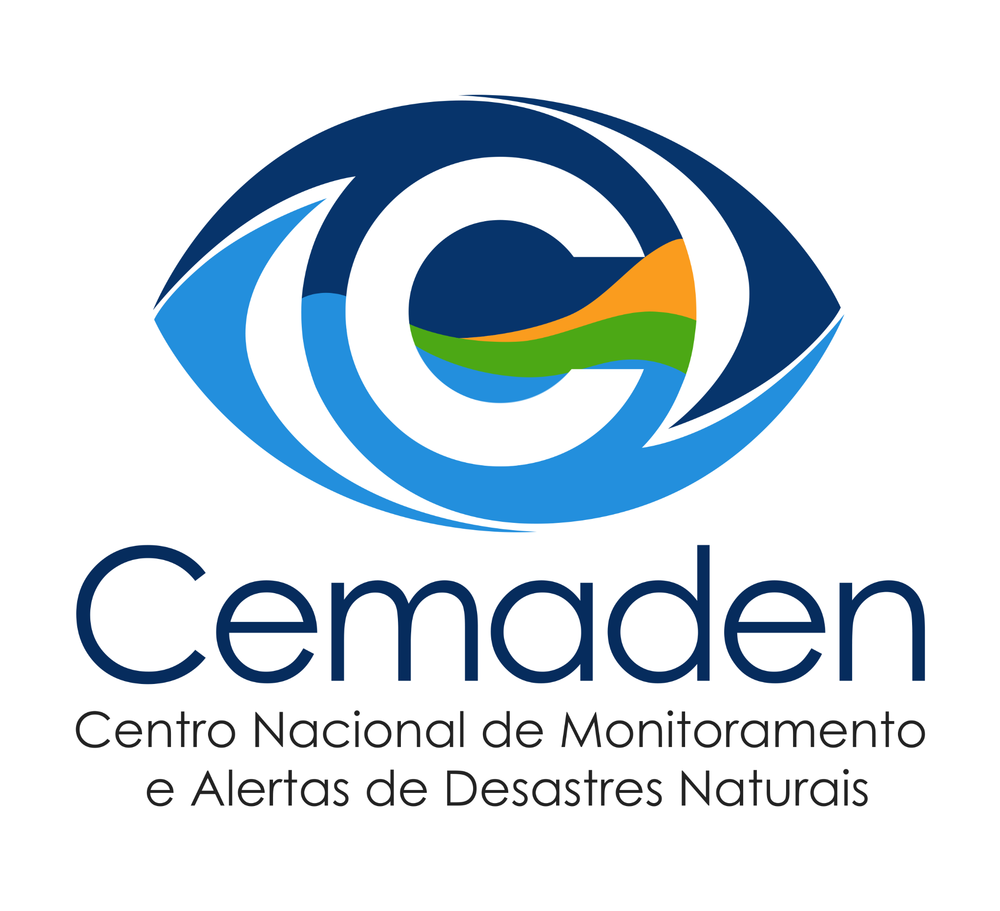 Cemaden
Centro Nacional de Monitoramento
e Alertas de Desastres Naturais